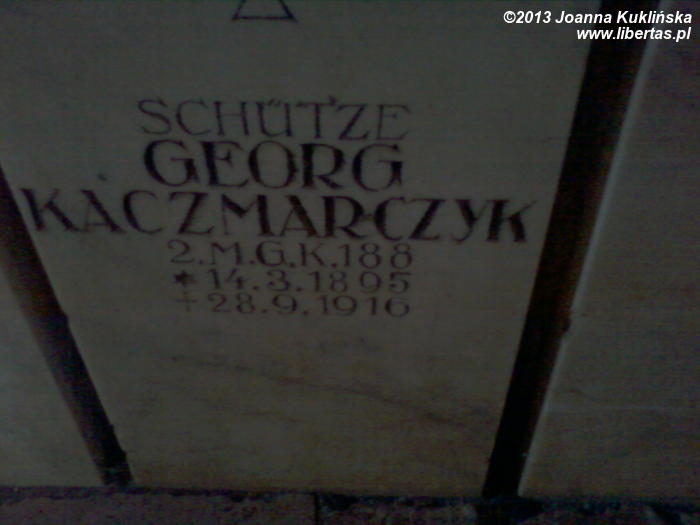 ©2013 Joanna Kuklińska
www.libertas.pl
SCHÜTZE
GEORG
KACZMARCZYK
2.M.G.K.188
* 14.3.1895
+ 28.9.1916